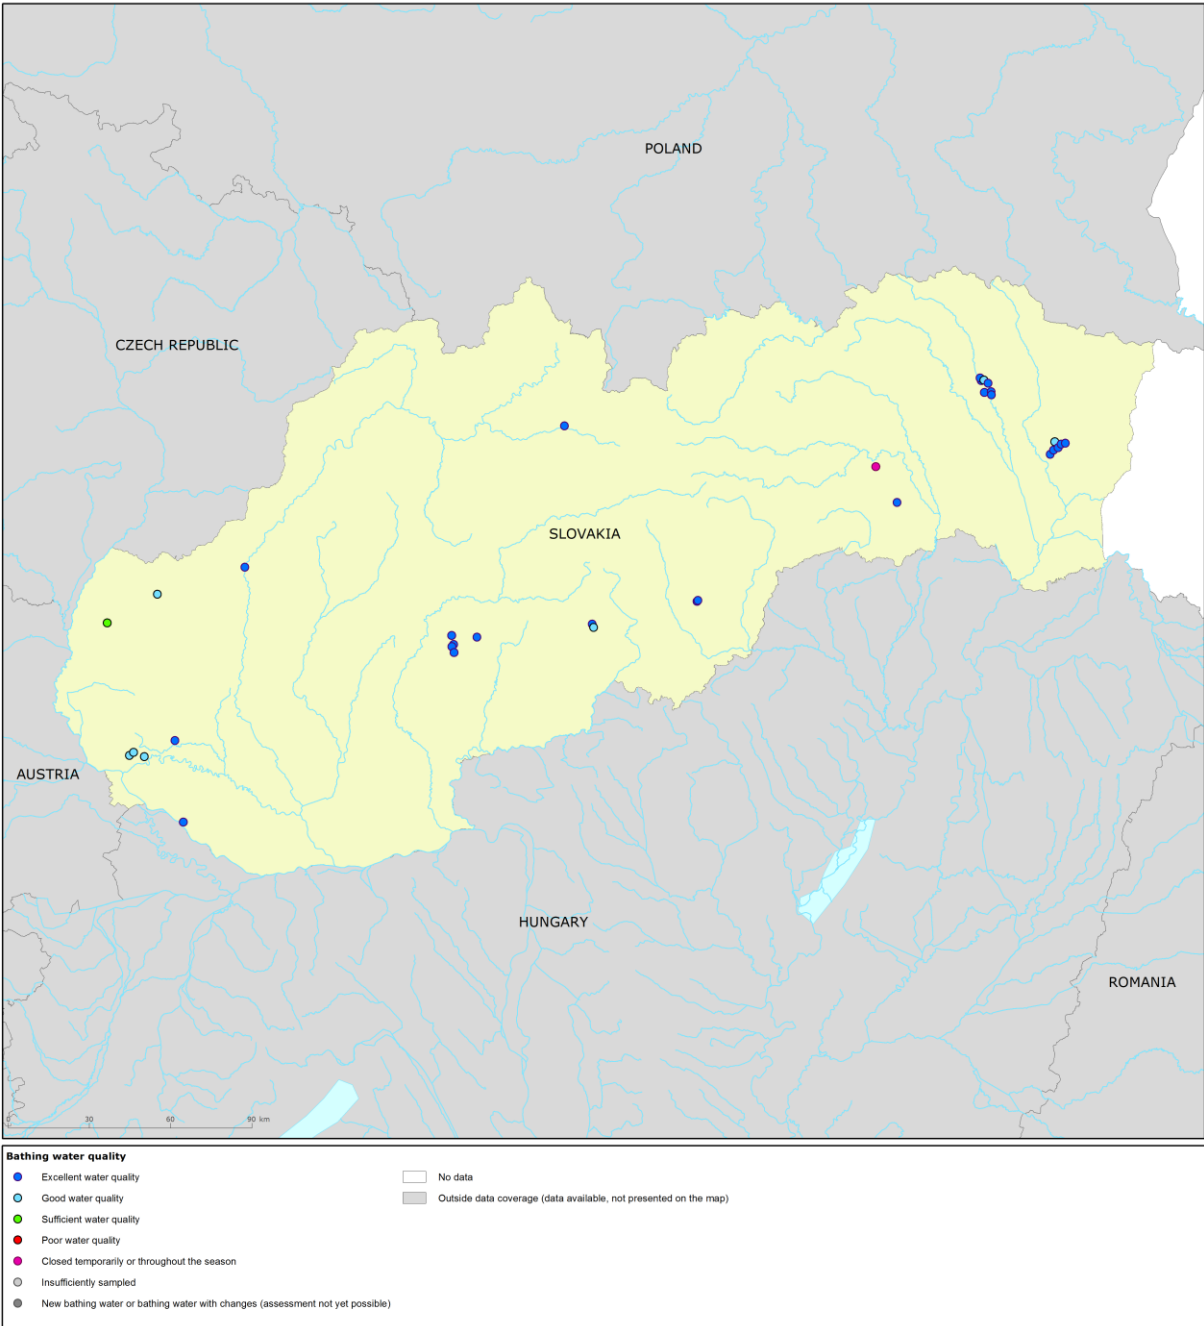 POLAND
CZECH REPUBLIC
SLOVAKIA
AUSTRIA
HUNGARY
ROMANIA
0 30 60 90 km
Bathing water quality
Excellent water quality
Good water quality
Sufficient water quality
Poor water quality
Closed temporarily or throughout the season
Insufficiently sampled
New bathing water or bathing water with changes (assessment not yet possible)
No data
Outside data coverage (data available, not presented on the map)